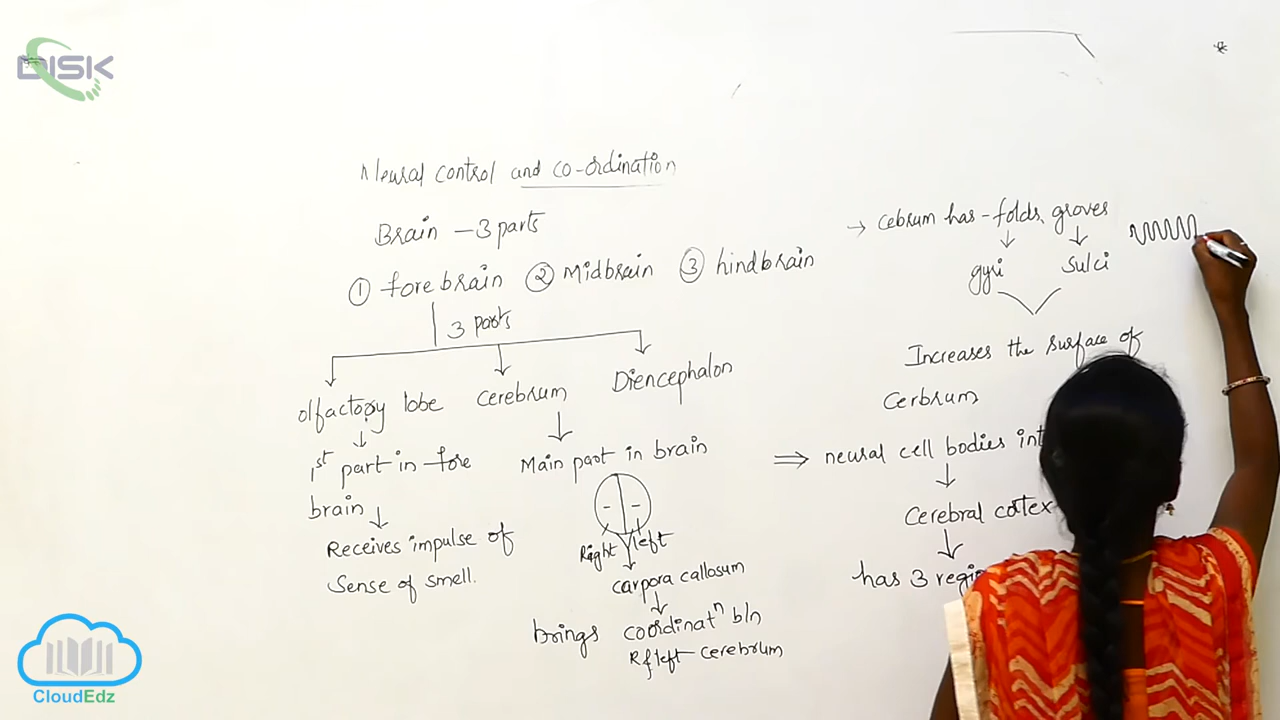 DISK
Neural control and co-ordination
Brain - 3 parts
① fore brain ② Midbrain ③ hindbrain
3 parts
olfactory lobe cerebrum Diencephalon
1st part in fore
brain
Receives impulse of
Sense of smell.
Main part in brain
Right left
carpora callosum
brings coordinatn b/n
R & left cerebrum
→ cebrum has - folds, groves
gyri sulci
Increases the surface of
Cerbrum
⇒ neural cell bodies
Cerebral cortex
has 3
CloudEdz